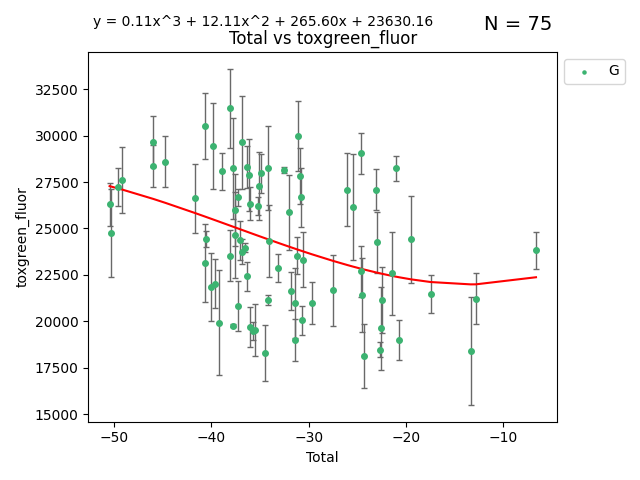 y = 0.11x^3 + 12.11x^2 + 265.60x + 23630.16
N = 75
Total vs toxgreen_fluor
G
32500
30000
27500
25000
22500
20000
17500
15000
toxgreen_fluor
−50
−40
−30
−20
−10
Total